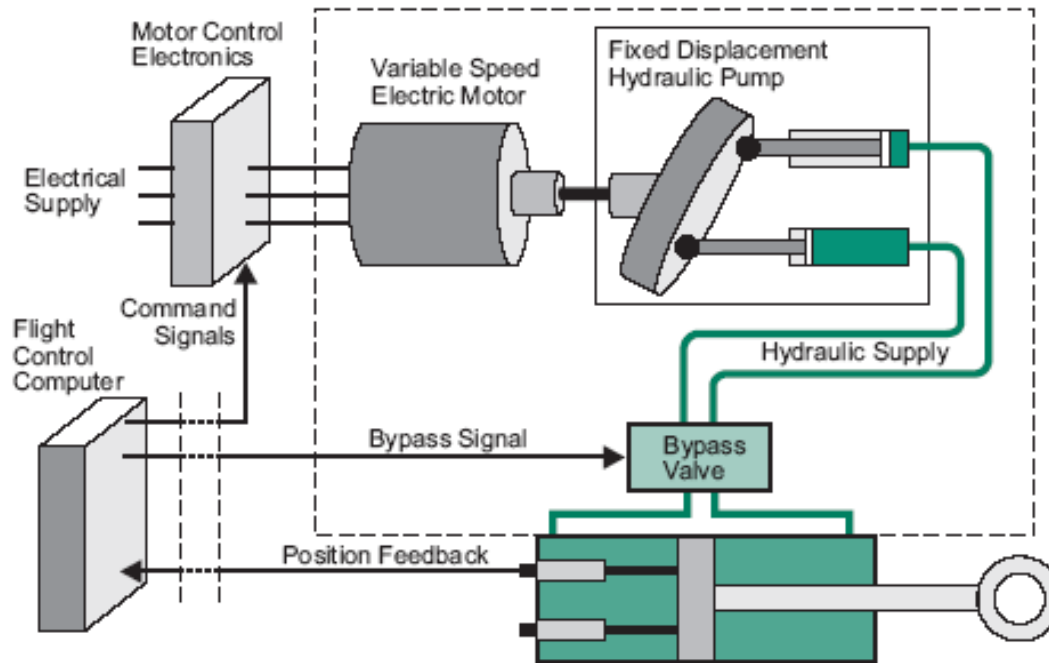 Motor Control
Electronics
Variable Speed
Electric Motor
Fixed Displacement
Hydraulic Pump
Electrical
Supply
Command
Signals
Flight
Control
Computer
Hydraulic Supply
Bypass Signal
Bypass
Valve
Position Feedback